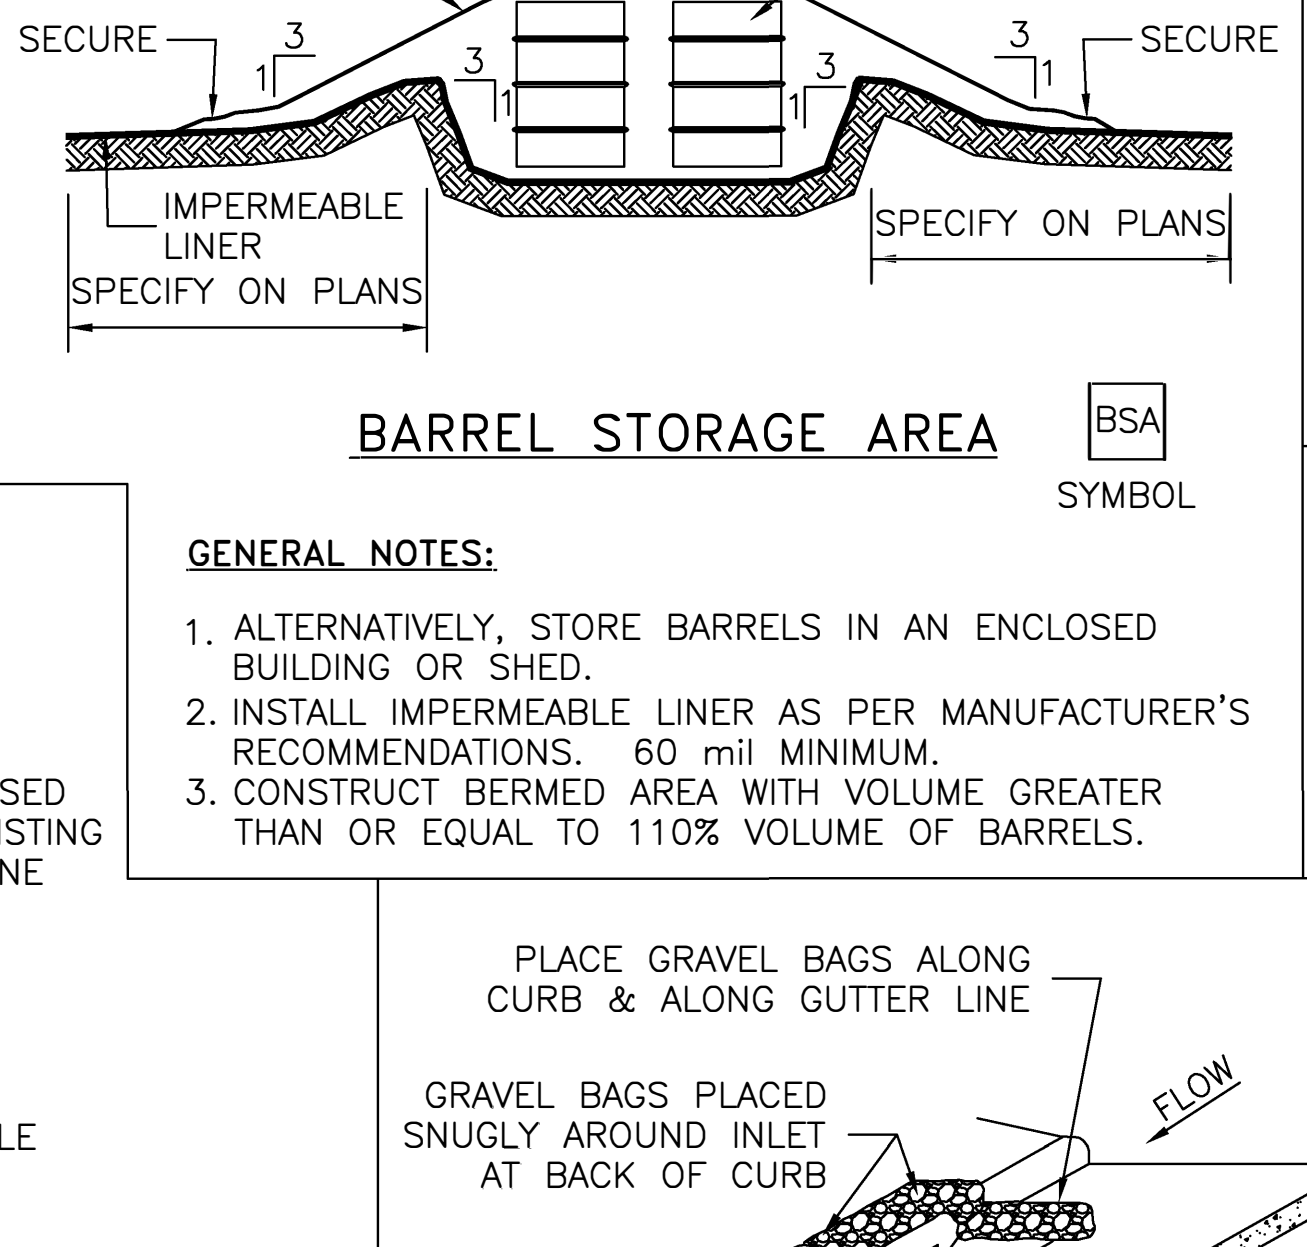 SECURE
3
1
3
1
3
1
3
1
SECURE
IMPERMEABLE
LINER
SPECIFY ON PLANS
SPECIFY ON PLANS
BARREL STORAGE AREA
BSA
SYMBOL
GENERAL NOTES:
1. ALTERNATIVELY, STORE BARRELS IN AN ENCLOSED
BUILDING OR SHED.
2. INSTALL IMPERMEABLE LINER AS PER MANUFACTURER'S
RECOMMENDATIONS. 60 mil MINIMUM.
3. CONSTRUCT BERMED AREA WITH VOLUME GREATER
THAN OR EQUAL TO 110% VOLUME OF BARRELS.
SED
ISTING
NE
LE
PLACE GRAVEL BAGS ALONG
CURB & ALONG GUTTER LINE
GRAVEL BAGS PLACED
SNUGLY AROUND INLET
AT BACK OF CURB
FLOW